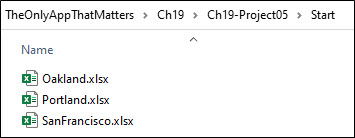 TheOnlyAppThatMatters > Ch19 > Ch19-Project05 > Start
Name
Oakland.xlsx
Portland.xlsx
SanFrancisco.xlsx